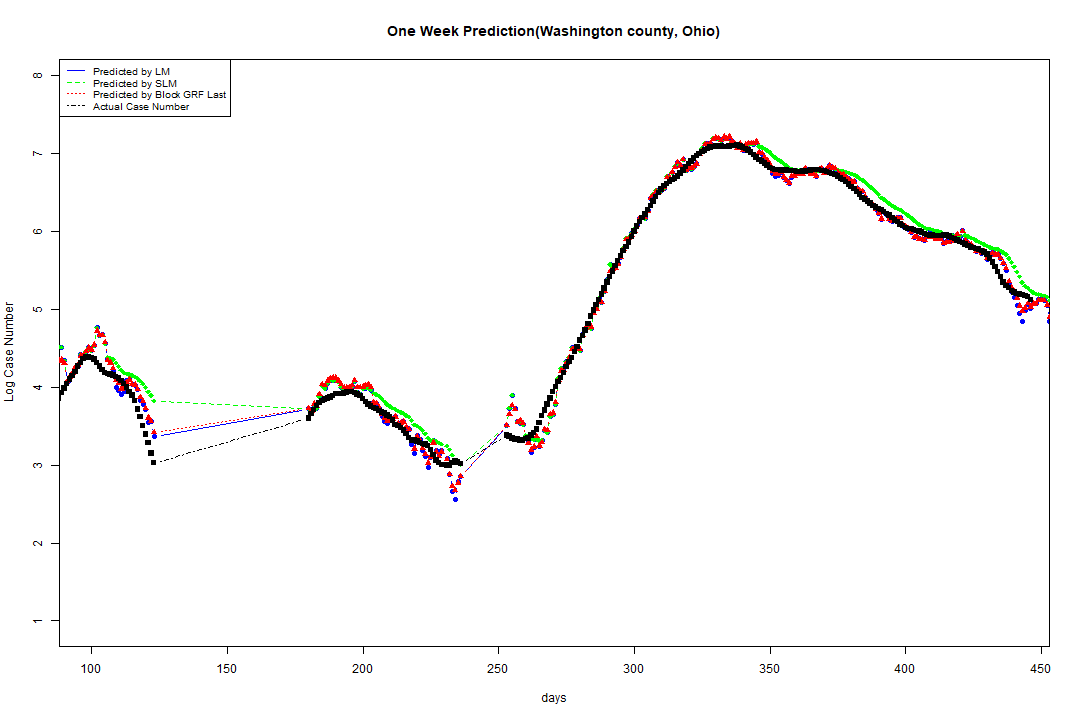 One Week Prediction(Washington county, Ohio)
Predicted by LM
Predicted by SLM
Predicted by Block GRF Last
Actual Case Number
8
7
6
5
4
3
2
1
Log Case Number
100 150 200 250 300 350 400 450
days